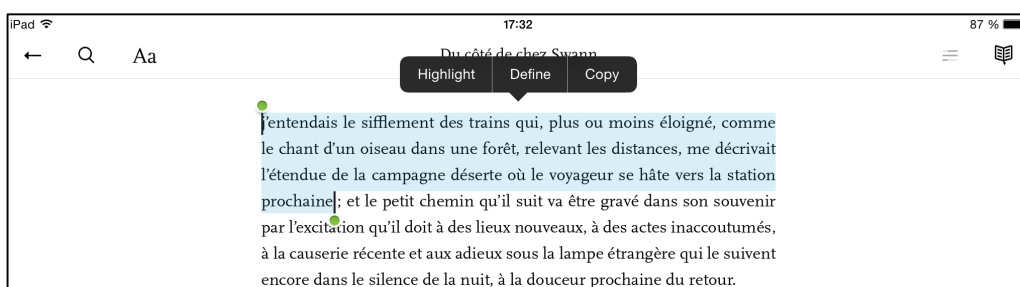 iPad 17:32 87 %
Aa Du côté de chez Swann
Highlight Define Copy
j’entendais le sifflement des trains qui, plus ou moins éloigné, comme
le chant d’un oiseau dans une forêt, relevant les distances, me décrivait
l’étendue de la campagne déserte où le voyageur se hâte vers la station
prochaine ; et le petit chemin qu’il suit va être gravé dans son souvenir
par l’excitation qu’il doit à des lieux nouveaux, à des actes inaccoutumés,
à la causerie récente et aux adieux sous la lampe étrangère qui le suivent
encore dans le silence de la nuit, à la douceur prochaine du retour.